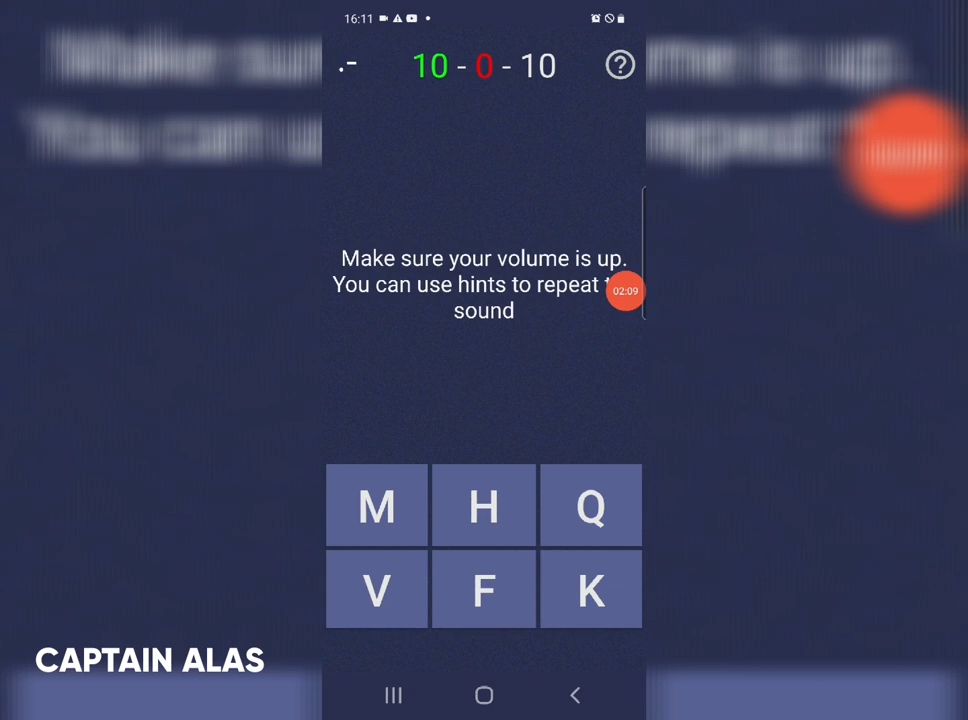 16:11
.- 10 - 0 - 10 ?
Make sure your volume is up.
You can use hints to repeat
02:09
sound
M H Q
V F K
CAPTAIN ALAS